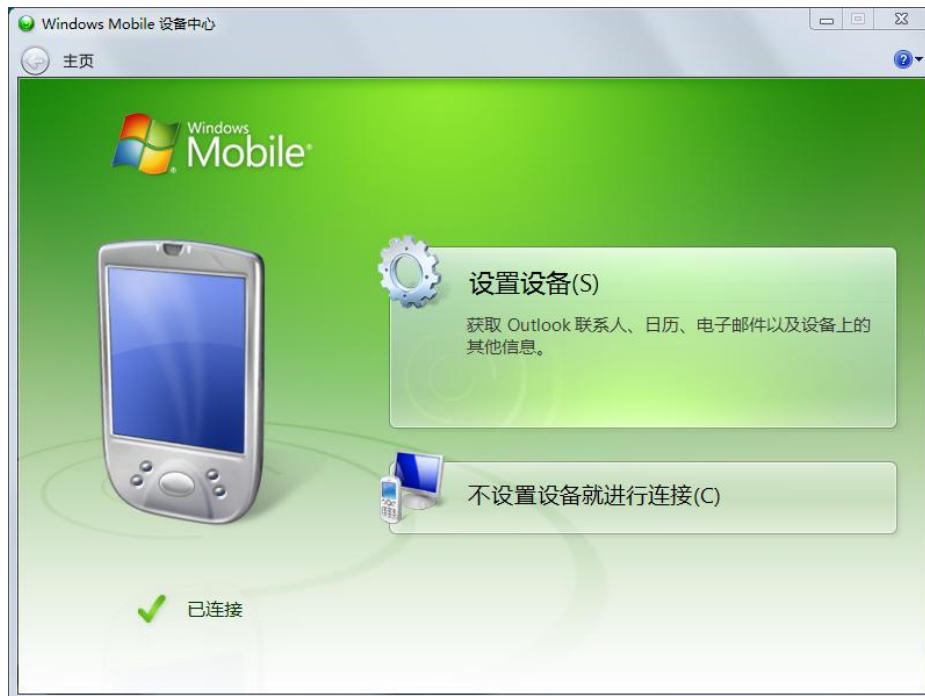 Windows Mobile 设备中心
主页
Windows
Mobile®
设置设备(S)
获取 Outlook 联系人、日历、电子邮件以及设备上的
其他信息。
不设置设备就进行连接(C)
已连接